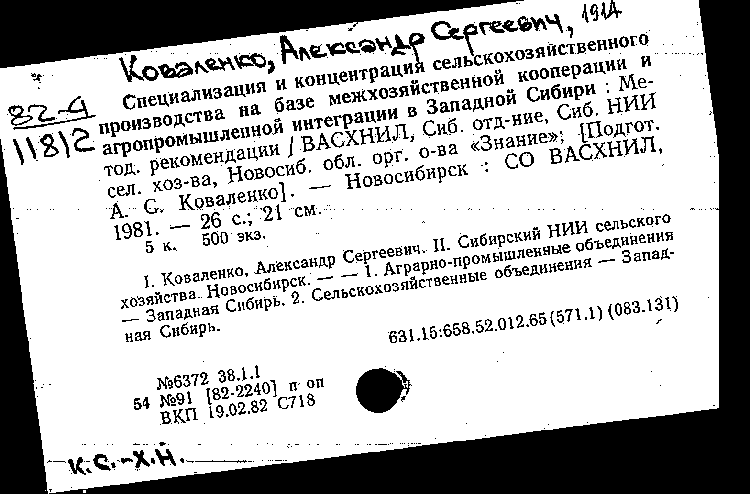 Коваленко, Александр Сергеевич, 1914
82-4
11812
Специализация и концентрация сельскохозяйственного
производства на базе межхозяйственной кооперации и
агропромышленной интеграции в Западной Сибири : Ме-
тод. рекомендации / ВАСХНИЛ, Сиб. отд-ние, Сиб. НИИ
сел. хоз-ва, Новосиб. обл. орг. о-ва «Знание»; [Подгот.
А. С. Коваленко]. — Новосибирск : СО ВАСХНИЛ,
1981. — 26 с.; 21 см.
5 к. 500 экз.
I. Коваленко, Александр Сергеевич. II. Сибирский НИИ сельского
хозяйства. Новосибирск. — — 1. Аграрно-промышленные объединения
— Западная Сибирь. 2. Сельскохозяйственные объединения — Запад-
ная Сибирь.
631.15:658.52.012.65(571.1) (083.131)
№6372 38.1.1
54 №91 [82-2240] п оп
ВКП 19.02.82 С718
К.С.-Х.Н.